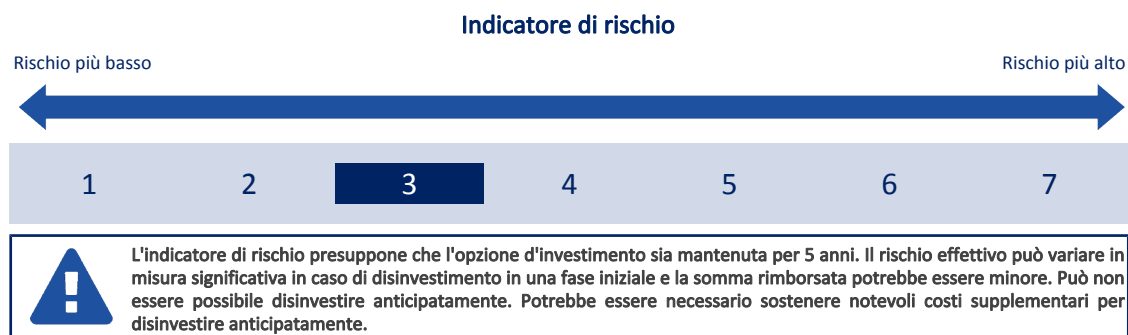 Indicatore di rischio
Rischio più basso
Rischio più alto
1 2 3 4 5 6 7
L'indicatore di rischio presuppone che l'opzione d'investimento sia mantenuta per 5 anni. Il rischio effettivo può variare in
misura significativa in caso di disinvestimento in una fase iniziale e la somma rimborsata potrebbe essere minore. Può non
essere possibile disinvestire anticipatamente. Potrebbe essere necessario sostenere notevoli costi supplementari per
disinvestire anticipatamente.